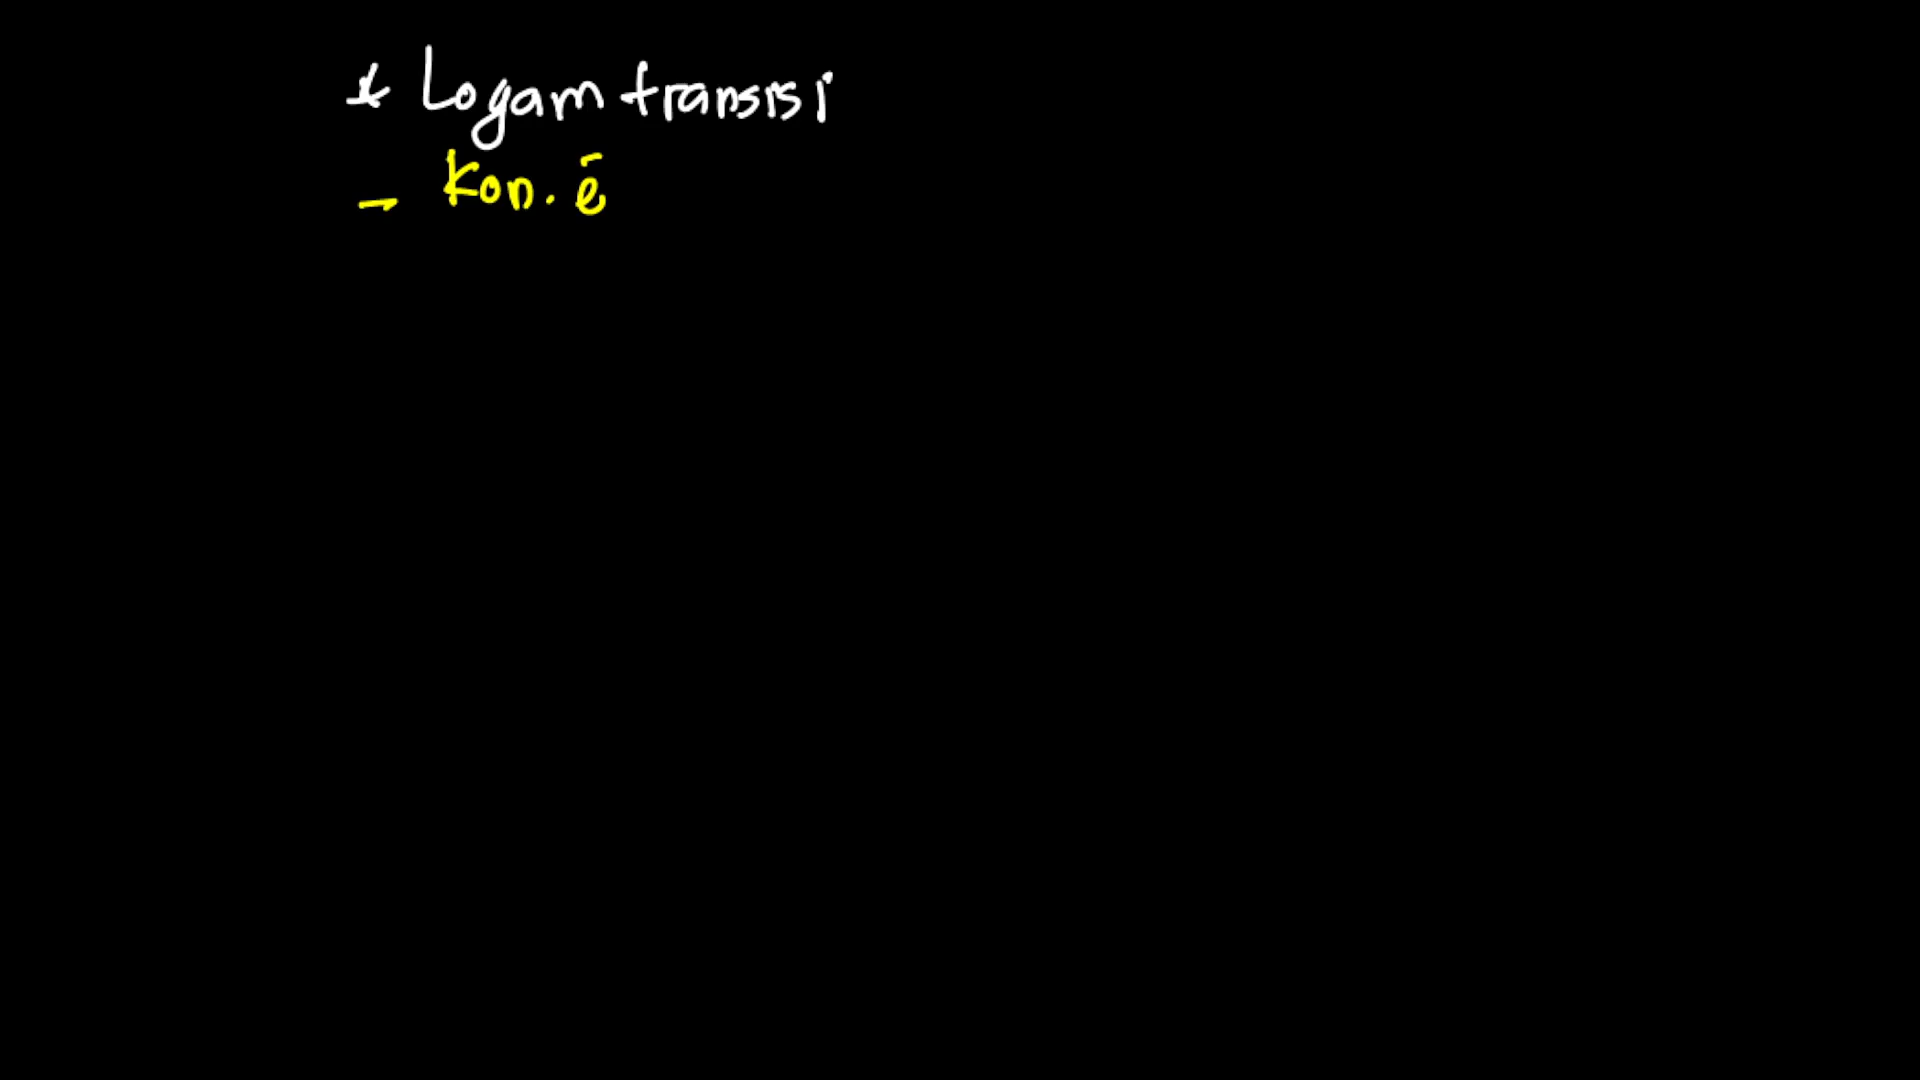 * Logam transisi
- Kon. ē